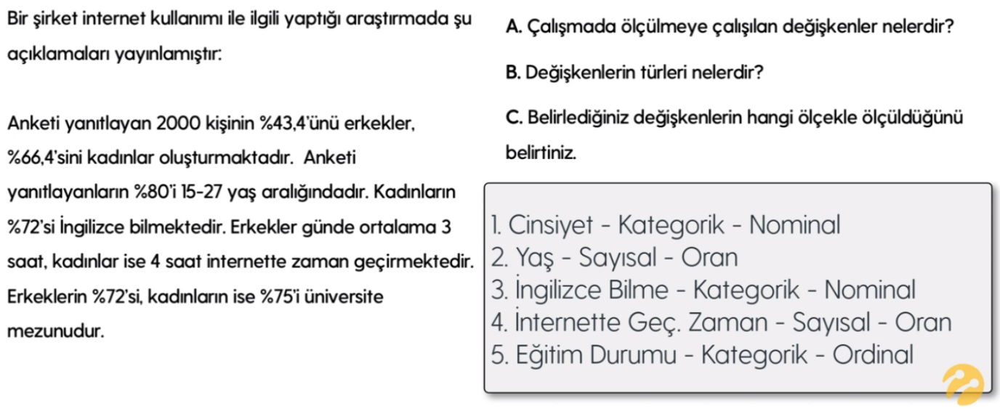 Bir şirket internet kullanımı ile ilgili yaptığı araştırmada şu
açıklamaları yayınlamıştır:
Anketi yanıtlayan 2000 kişinin %43,4'ünü erkekler,
%66,4'sini kadınlar oluşturmaktadır. Anketi
yanıtlayanların %80'i 15-27 yaş aralığındadır. Kadınların
%72'si İngilizce bilmektedir. Erkekler günde ortalama 3
saat, kadınlar ise 4 saat internette zaman geçirmektedir.
Erkeklerin %72'si, kadınların ise %75'i üniversite
mezunudur.
A. Çalışmada ölçülmeye çalışılan değişkenler nelerdir?
B. Değişkenlerin türleri nelerdir?
C. Belirlediğiniz değişkenlerin hangi ölçekle ölçüldüğünü
belirtiniz.
1. Cinsiyet - Kategorik - Nominal
2. Yaş - Sayısal - Oran
3. İngilizce Bilme - Kategorik - Nominal
4. İnternette Geç. Zaman - Sayısal - Oran
5. Eğitim Durumu - Kategorik - Ordinal